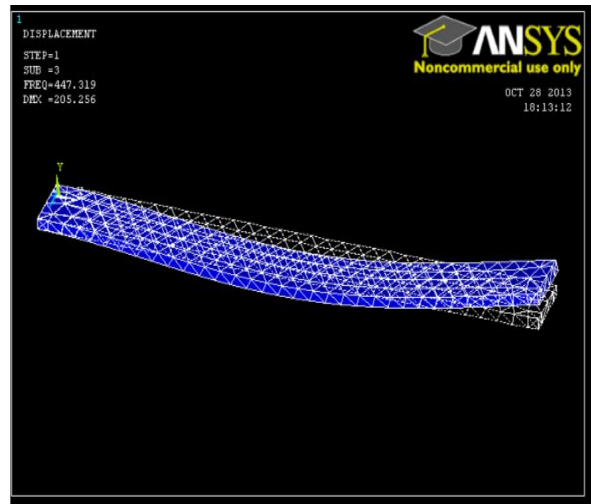 1
DISPLACEMENT
STEP=1
SUB =3
FREQ=447.319
DMX =205.256
ANSYS
Noncommercial use only
OCT 28 2013
18:13:12
Y